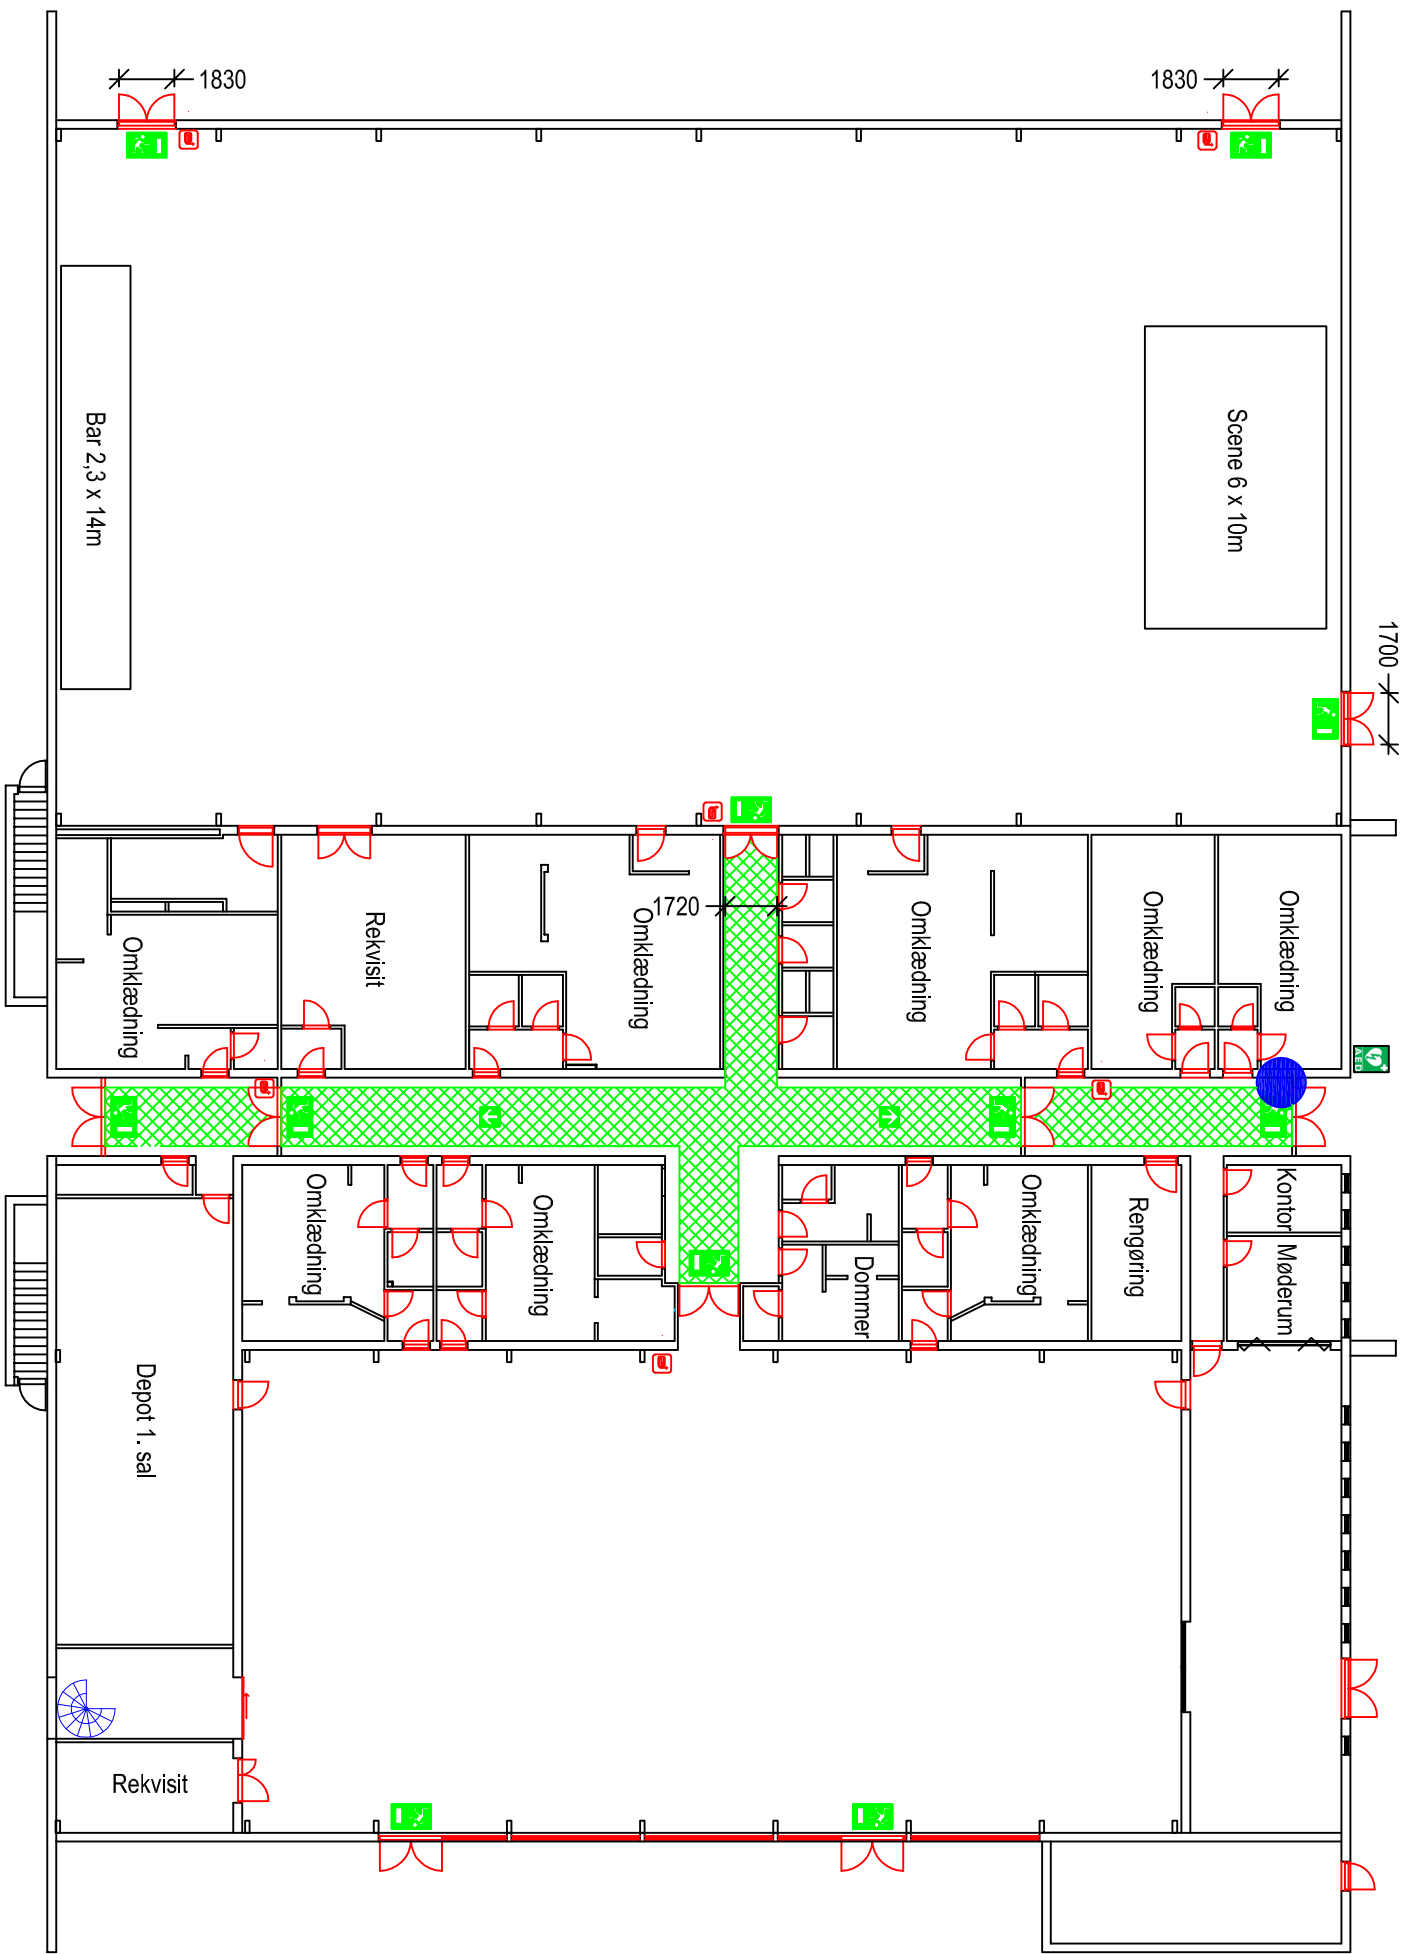 1830
1830
Bar 2,3 x 14m
Scene 6 x 10m
1700
Omklædning
Rekvisit
Omklædning
1720
Omklædning
Omklædning
Omklædning
AED
Omklædning
Omklædning
Dommer
Omklædning
Rengøring
Kontor
Møderum
Depot 1. sal
Rekvisit